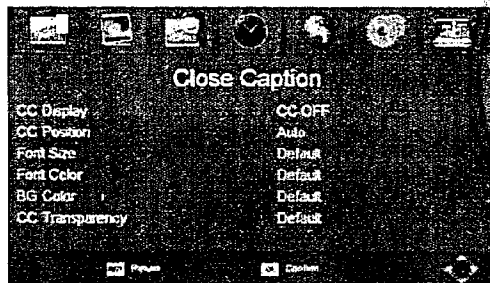 Close Caption
CC Display CC OFF
CC Position Auto
Font Size Default
Font Color Default
BG Color Default
CC Transparency Default
Return Confirm